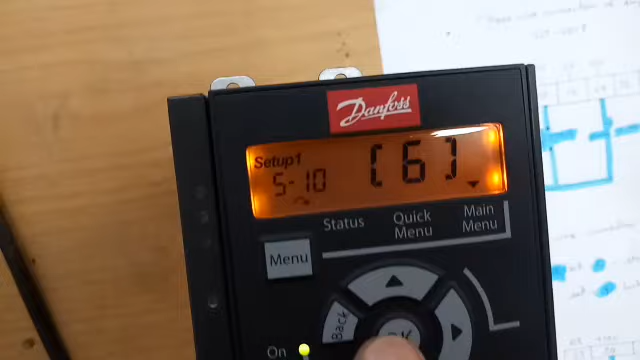 Danfoss
Setup1
5-10 [6]
Status
Quick Menu
Main Menu
Menu
Back
OK
On